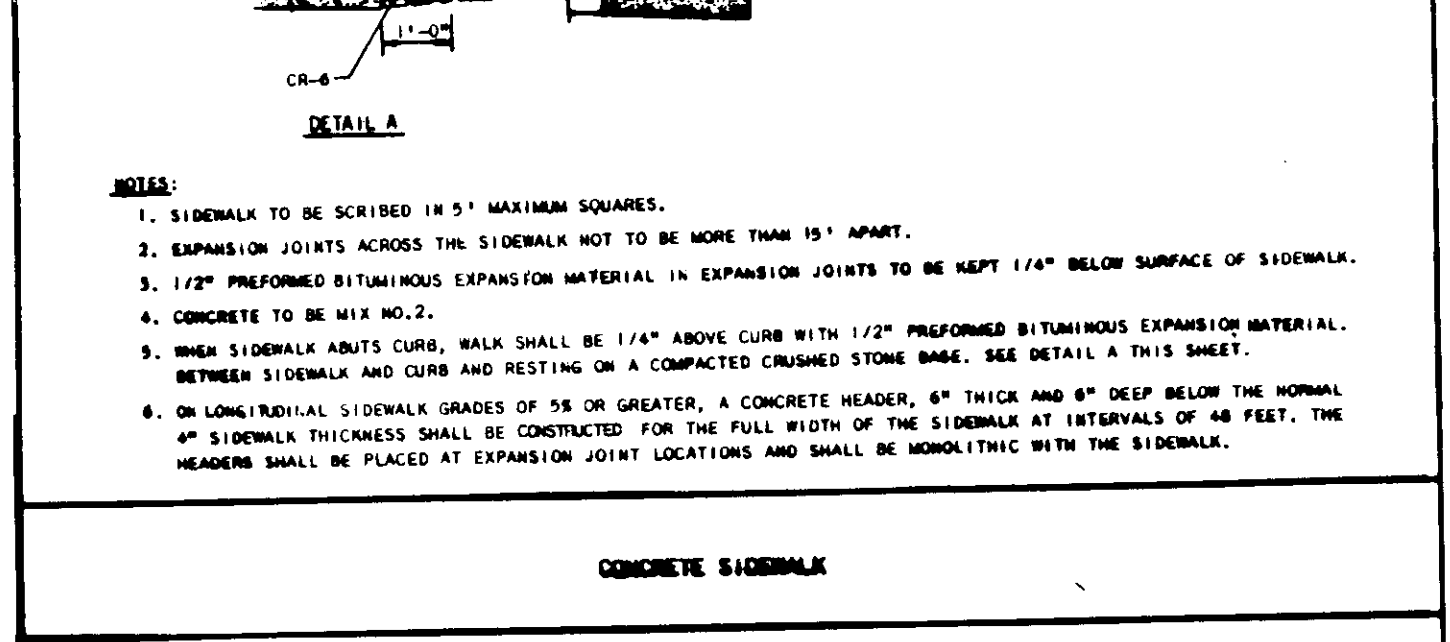 1'-0"
CR-6
DETAIL A
NOTES:
1. SIDEWALK TO BE SCRIBED IN 5' MAXIMUM SQUARES.
2. EXPANSION JOINTS ACROSS THE SIDEWALK NOT TO BE MORE THAN 15' APART.
3. 1/2" PREFORMED BITUMINOUS EXPANSION MATERIAL IN EXPANSION JOINTS TO BE KEPT 1/4" BELOW SURFACE OF SIDEWALK.
4. CONCRETE TO BE MIX NO.2.
5. WHEN SIDEWALK ABUTS CURB, WALK SHALL BE 1/4" ABOVE CURB WITH 1/2" PREFORMED BITUMINOUS EXPANSION MATERIAL.
BETWEEN SIDEWALK AND CURB AND RESTING ON A COMPACTED CRUSHED STONE BASE. SEE DETAIL A THIS SHEET.
6. ON LONGITUDINAL SIDEWALK GRADES OF 5% OR GREATER, A CONCRETE HEADER, 6" THICK AND 6" DEEP BELOW THE NORMAL
4" SIDEWALK THICKNESS SHALL BE CONSTRUCTED FOR THE FULL WIDTH OF THE SIDEWALK AT INTERVALS OF 48 FEET. THE
HEADERS SHALL BE PLACED AT EXPANSION JOINT LOCATIONS AND SHALL BE MONOLITHIC WITH THE SIDEWALK.
CONCRETE SIDEWALK